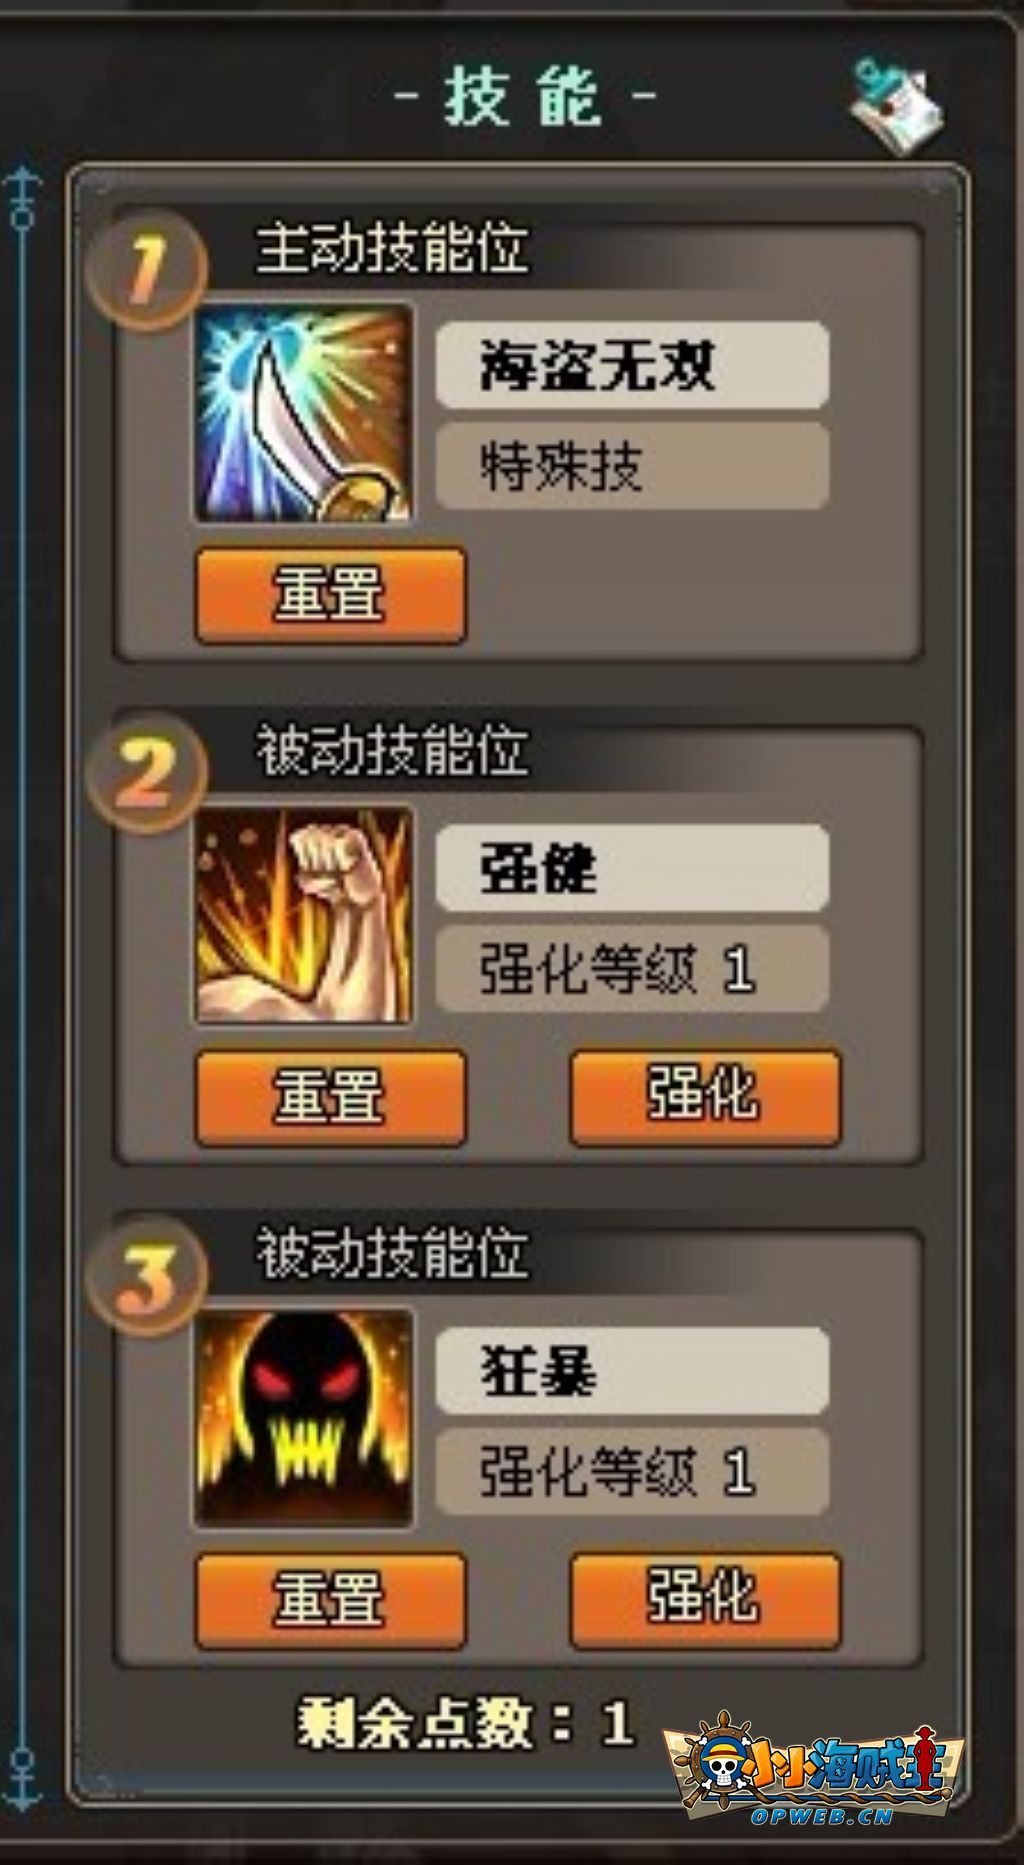 - 技能 -
1
主动技能位
海盗无双
特殊技
重置
2
被动技能位
强健
强化等级 1
重置
强化
3
被动技能位
狂暴
强化等级 1
重置
强化
剩余点数：1
小小海贼王
OPWEB.CN